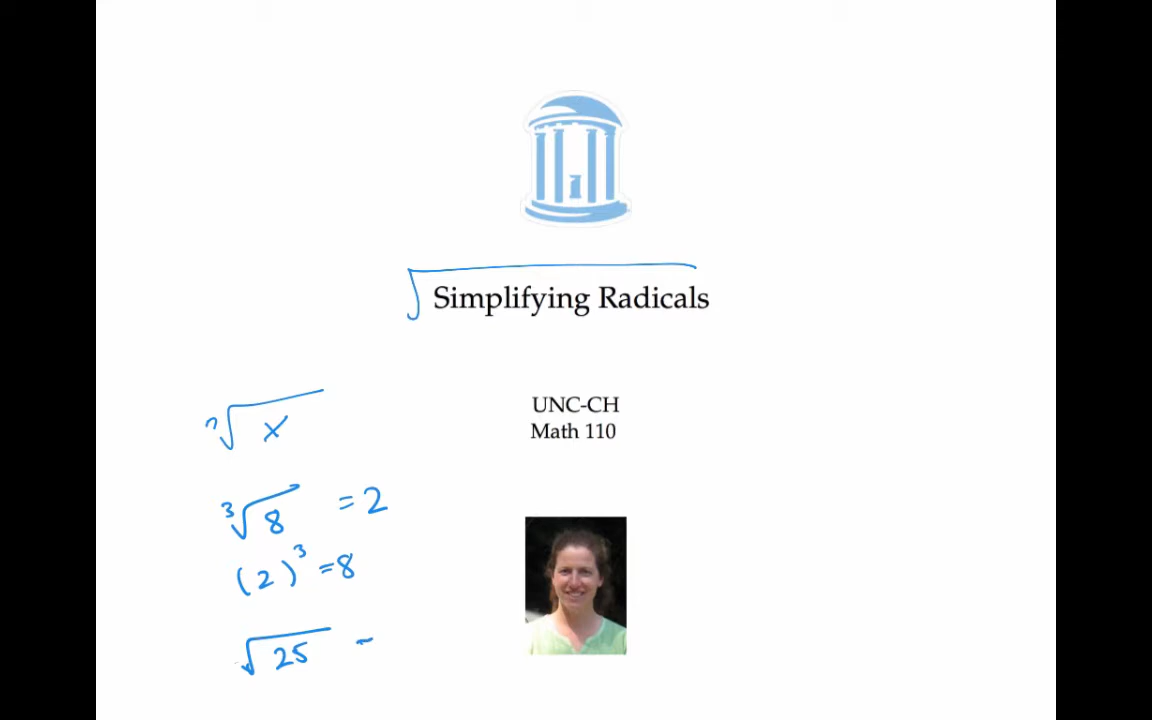 √Simplifying Radicals
UNC-CH
Math 110
ⁿ√x
³√8 = 2
(2)³ = 8
√25 -